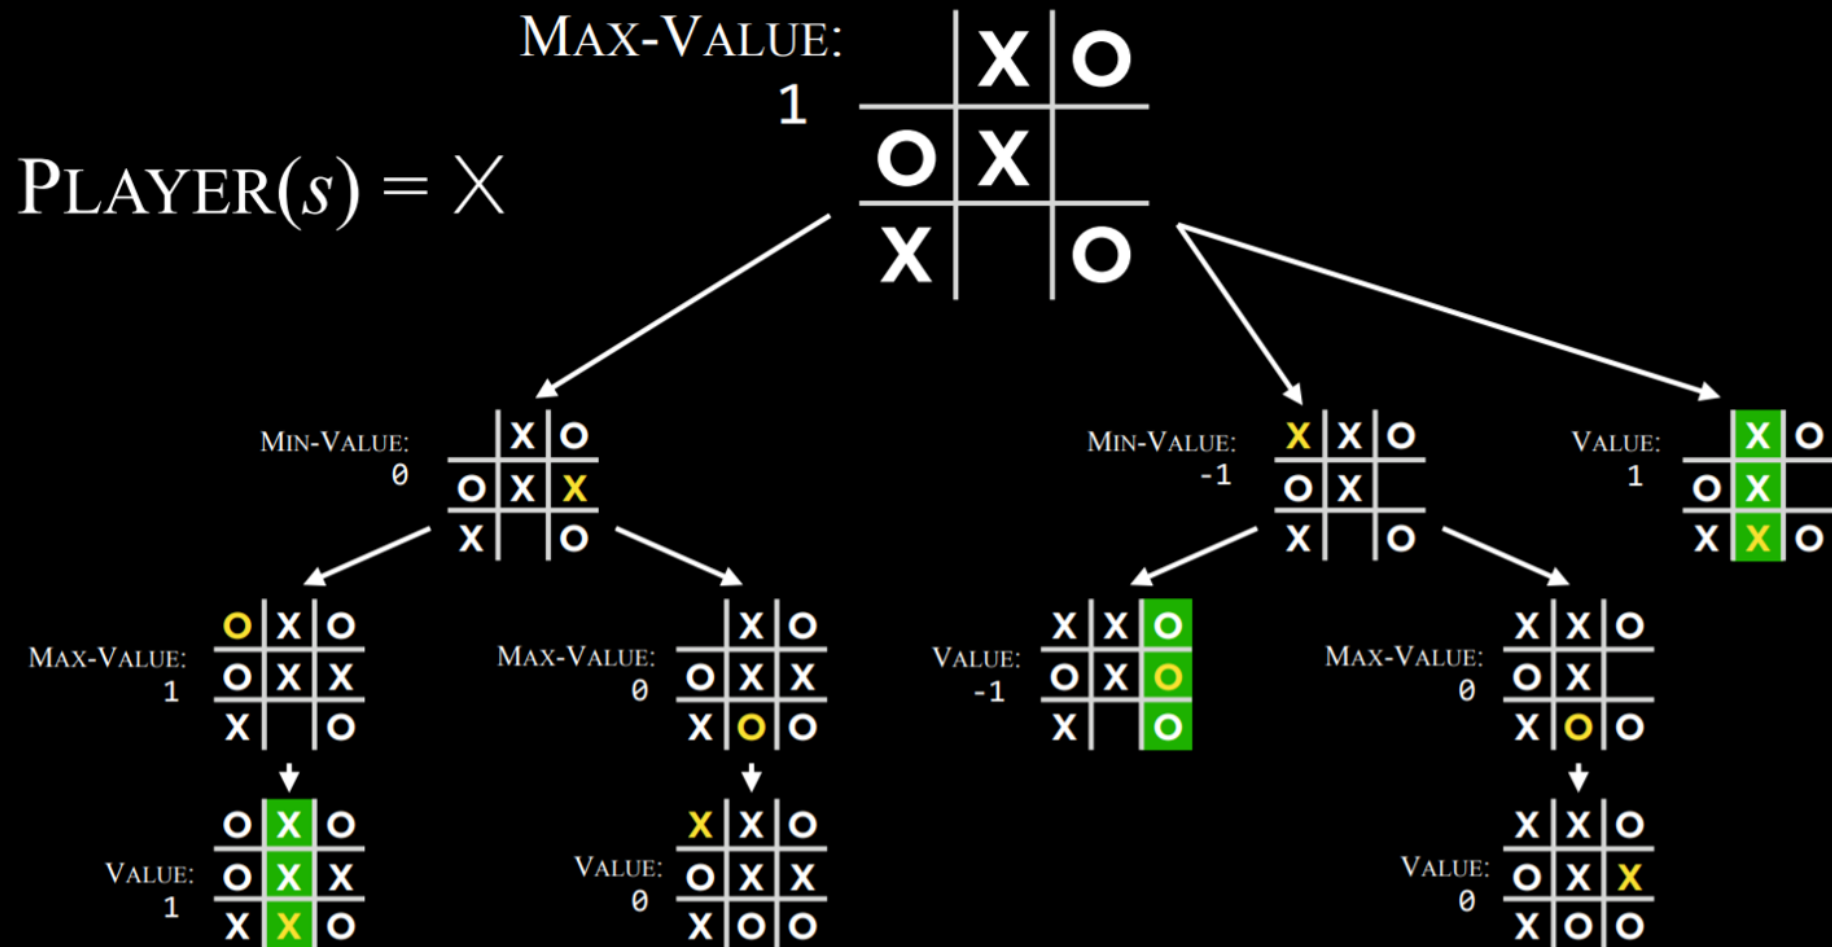 MAX-VALUE:
1
X O
O X
X O
PLAYER(s) = X
MIN-VALUE:
0
X O
O X X
X O
MIN-VALUE:
-1
X X O
O X
X O
VALUE:
1
X O
O X
X X O
MAX-VALUE:
1
O X O
O X X
X O
MAX-VALUE:
0
X O
O X X
X O O
VALUE:
-1
X X O
O X O
X O
MAX-VALUE:
0
X X O
O X
X O O
VALUE:
1
O X O
O X X
X X O
VALUE:
0
X X O
O X X
X O O
VALUE:
0
X X O
O X X
X O O